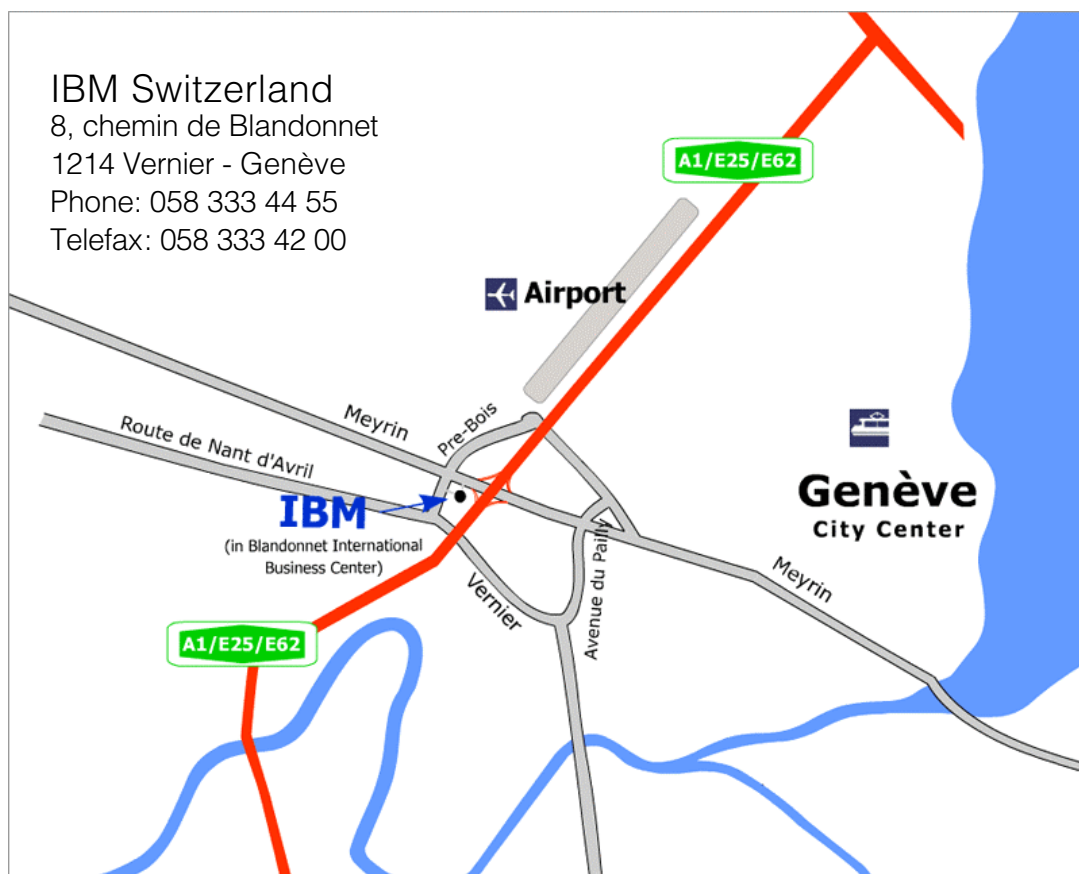 IBM Switzerland
8, chemin de Blandonnet
1214 Vernier - Genève
Phone: 058 333 44 55
Telefax: 058 333 42 00
A1/E25/E62
Airport
Meyrin
Pre-Bois
Route de Nant d'Avril
IBM
(in Blandonnet International
Business Center)
Genève
City Center
Avenue du Pailly
Meyrin
Vernier
A1/E25/E62